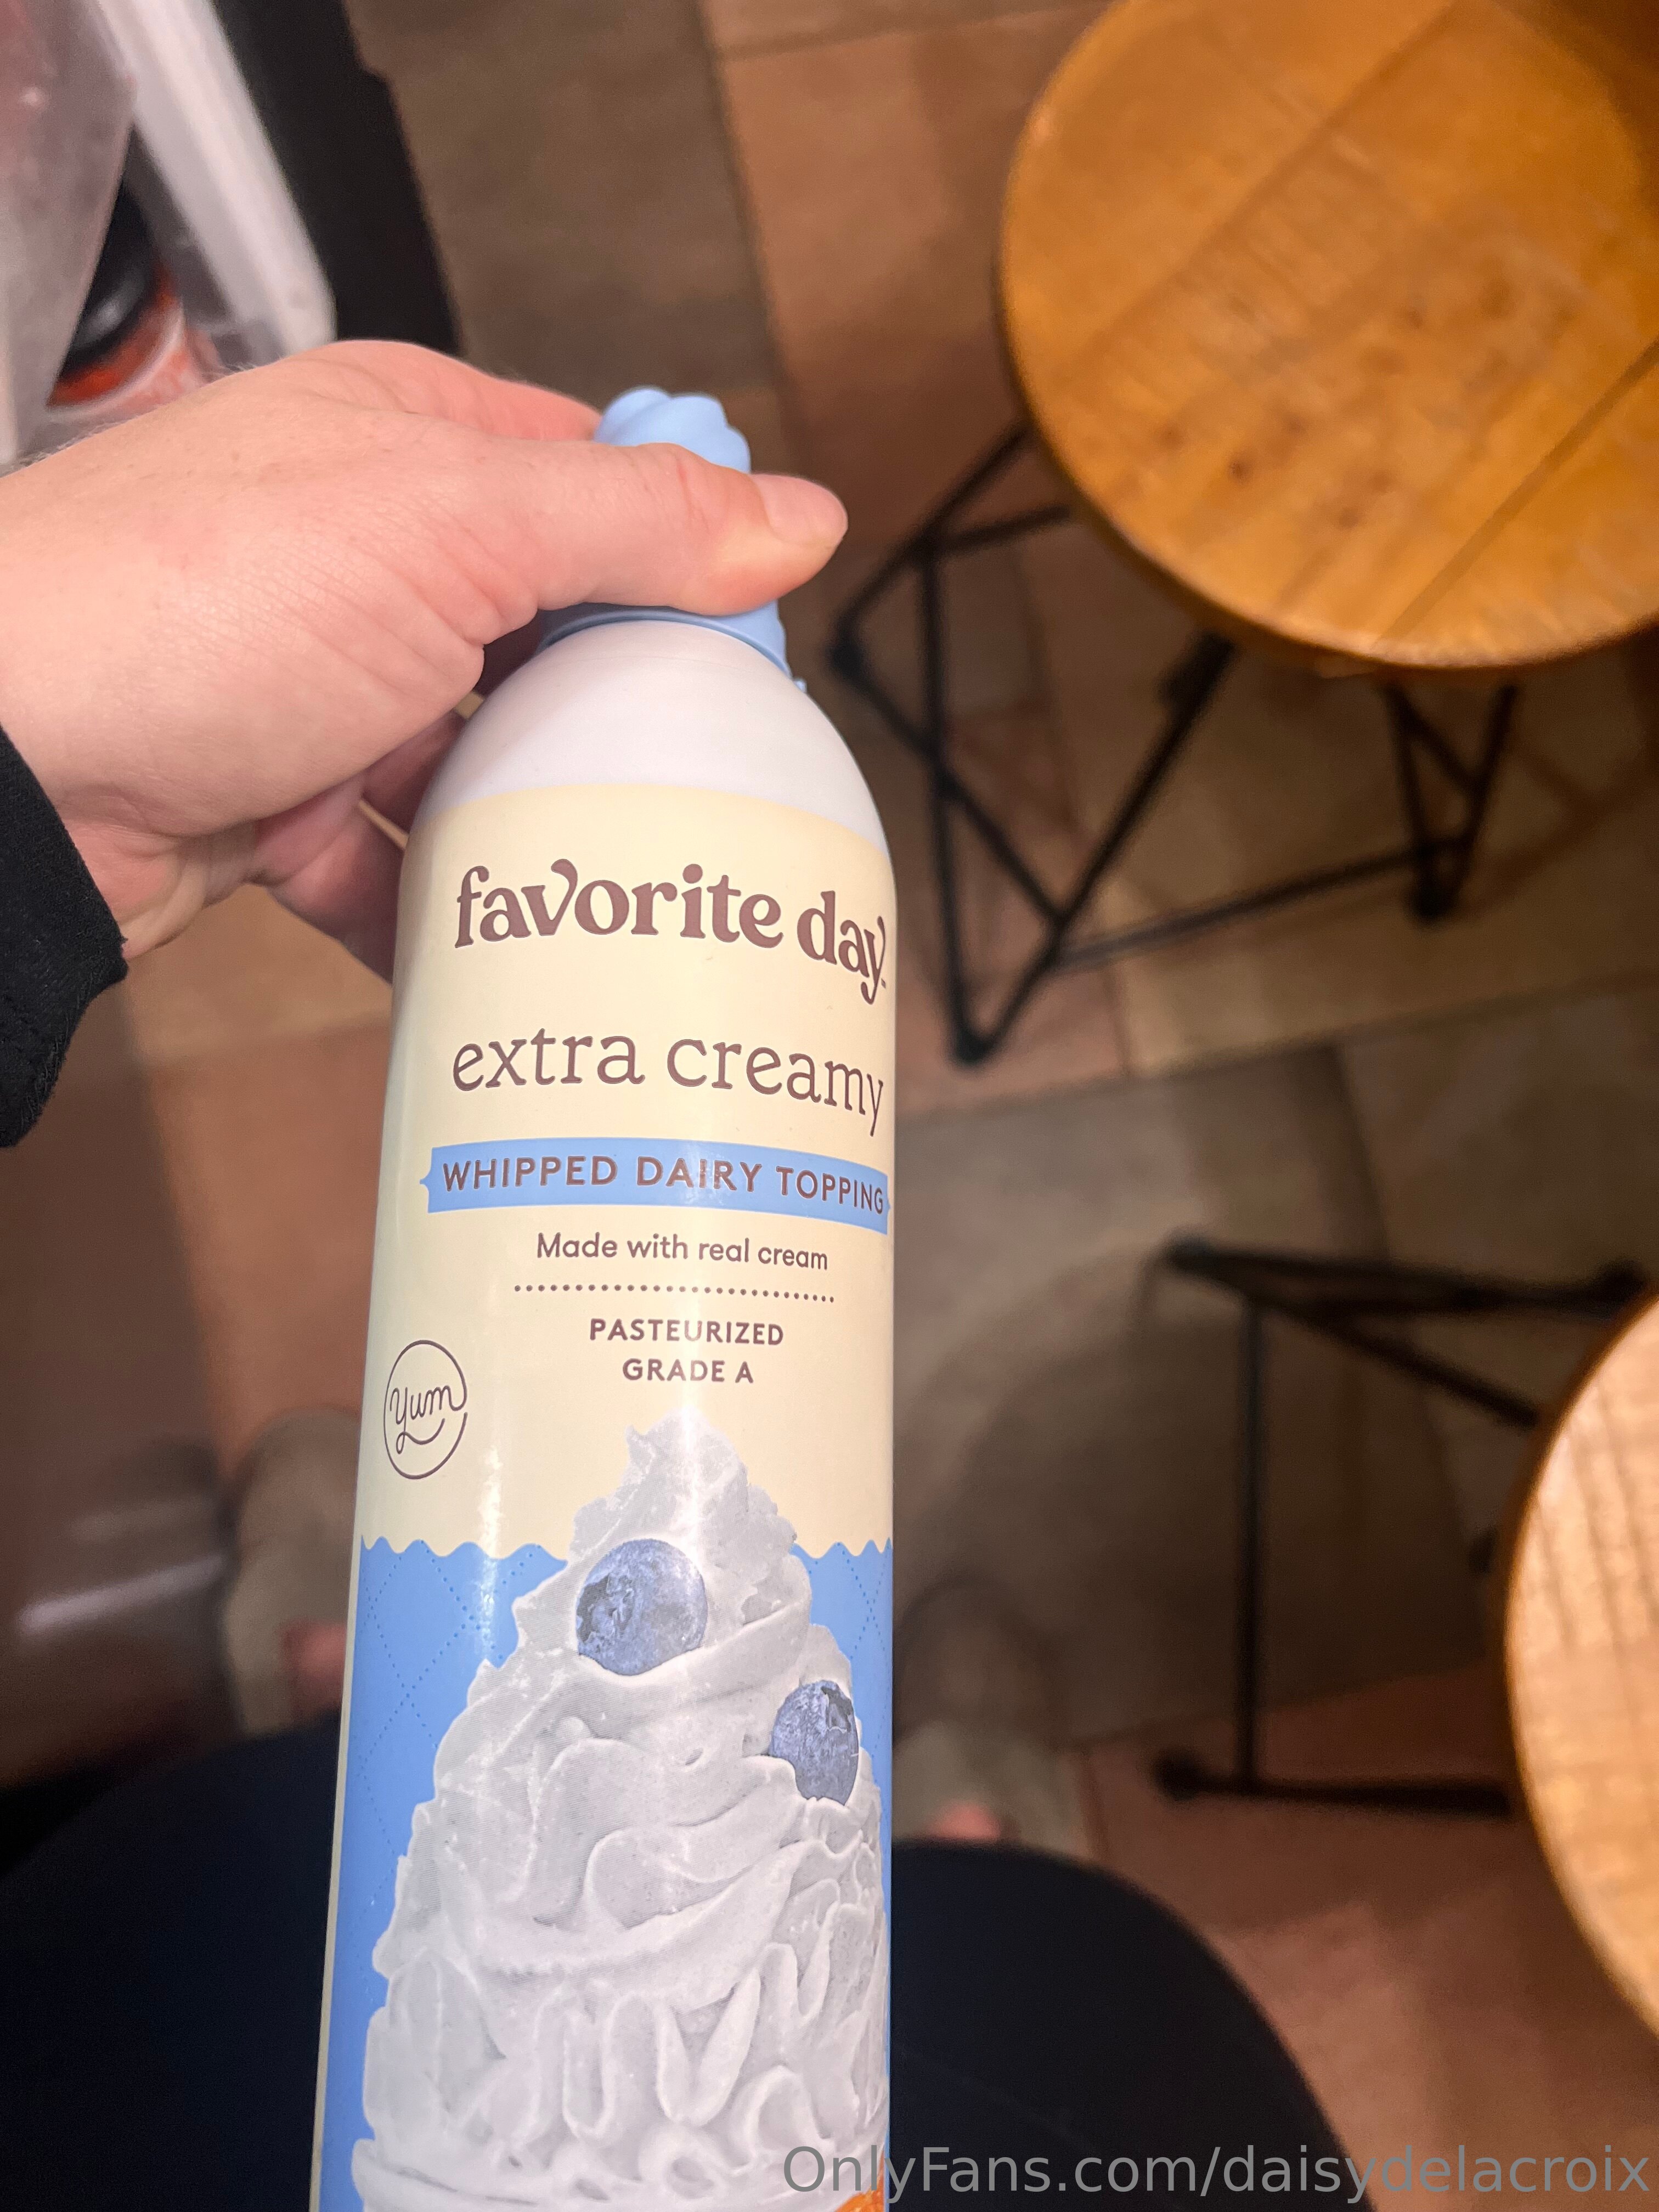 favorite day.
extra creamy
WHIPPED DAIRY TOPPING
Made with real cream
PASTEURIZED
GRADE A
Yum
OnlyFans.com/daisydelacroix